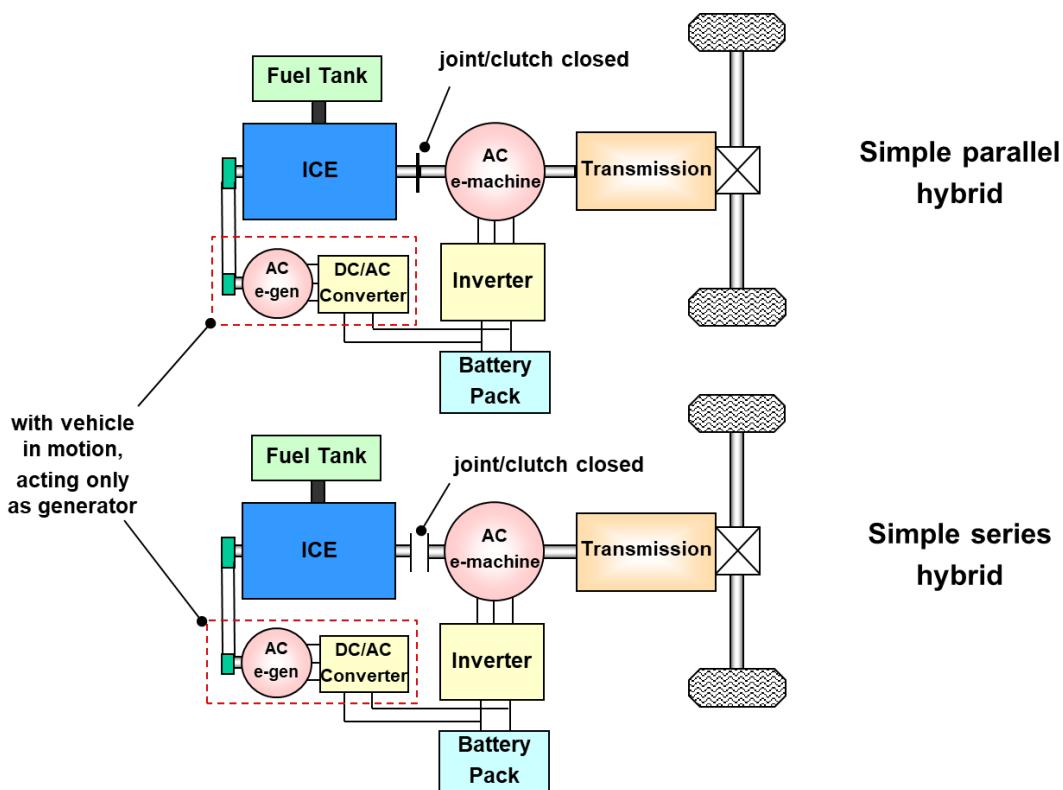 joint/clutch closed
Fuel Tank
ICE
AC
e-machine
Transmission
Simple parallel
hybrid
AC
e-gen
DC/AC
Converter
Inverter
Battery
Pack
with vehicle
in motion,
acting only
as generator
Fuel Tank
joint/clutch closed
ICE
AC
e-machine
Transmission
Simple series
hybrid
AC
e-gen
DC/AC
Converter
Inverter
Battery
Pack